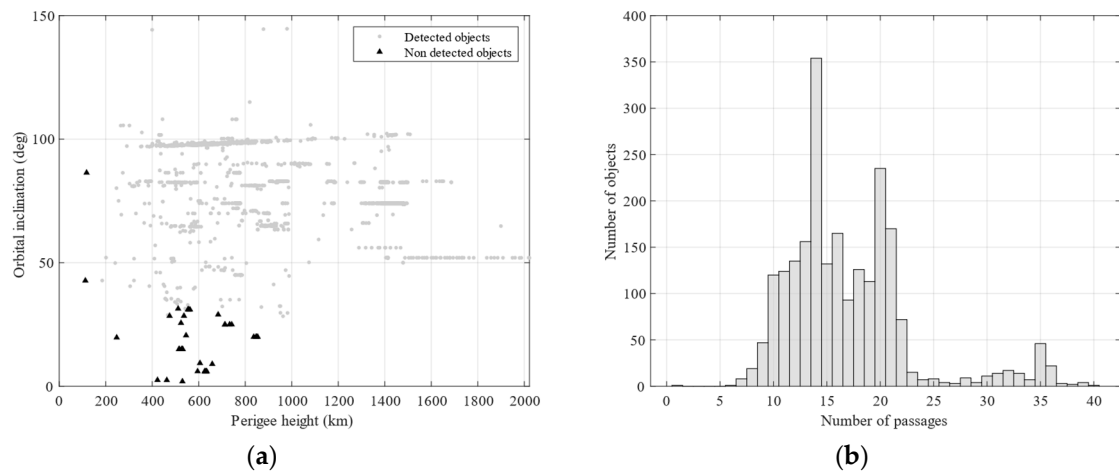 150
100
50
0
Orbital inclination (deg)
Detected objects
Non detected objects
0 200 400 600 800 1000 1200 1400 1600 1800 2000
Perigee height (km)
(a)
400
350
300
250
200
150
100
50
0
Number of objects
0 5 10 15 20 25 30 35 40
Number of passages
(b)